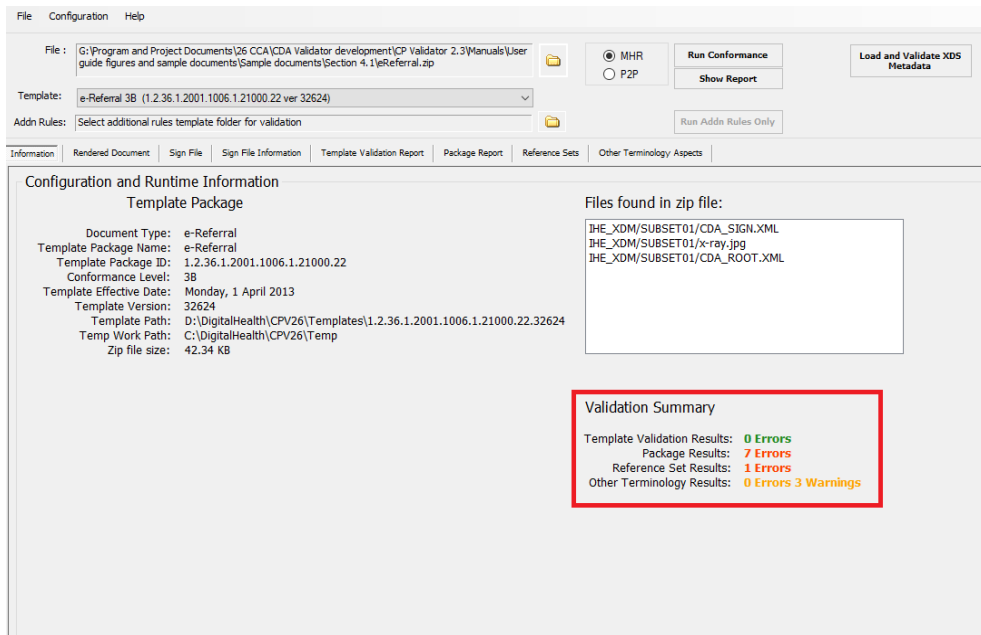 File Configuration Help
File : G:\Program and Project Documents\26 CCA\CDA Validator development\CP Validator 2.3\Manuals\User
guide figures and sample documents\Sample documents\Section 4.1\eReferral.zip
MHR
P2P
Run Conformance
Show Report
Load and Validate XDS
Metadata
Template: e-Referral 3B (1.2.36.1.2001.1006.1.21000.22 ver 32624)
Addn Rules: Select additional rules template folder for validation
Run Addn Rules Only
Information Rendered Document Sign File Sign File Information Template Validation Report Package Report Reference Sets Other Terminology Aspects
Configuration and Runtime Information
Template Package
Document Type: e-Referral
Template Package Name: e-Referral
Template Package ID: 1.2.36.1.2001.1006.1.21000.22
Conformance Level: 3B
Template Effective Date: Monday, 1 April 2013
Template Version: 32624
Template Path: D:\DigitalHealth\CPV26\Templates\1.2.36.1.2001.1006.1.21000.22.32624
Temp Work Path: C:\DigitalHealth\CPV26\Temp
Zip file size: 42.34 KB
Files found in zip file:
IHE_XDM/SUBSET01/CDA_SIGN.XML
IHE_XDM/SUBSET01/x-ray.jpg
IHE_XDM/SUBSET01/CDA_ROOT.XML
Validation Summary
Template Validation Results: 0 Errors
Package Results: 7 Errors
Reference Set Results: 1 Errors
Other Terminology Results: 0 Errors 3 Warnings